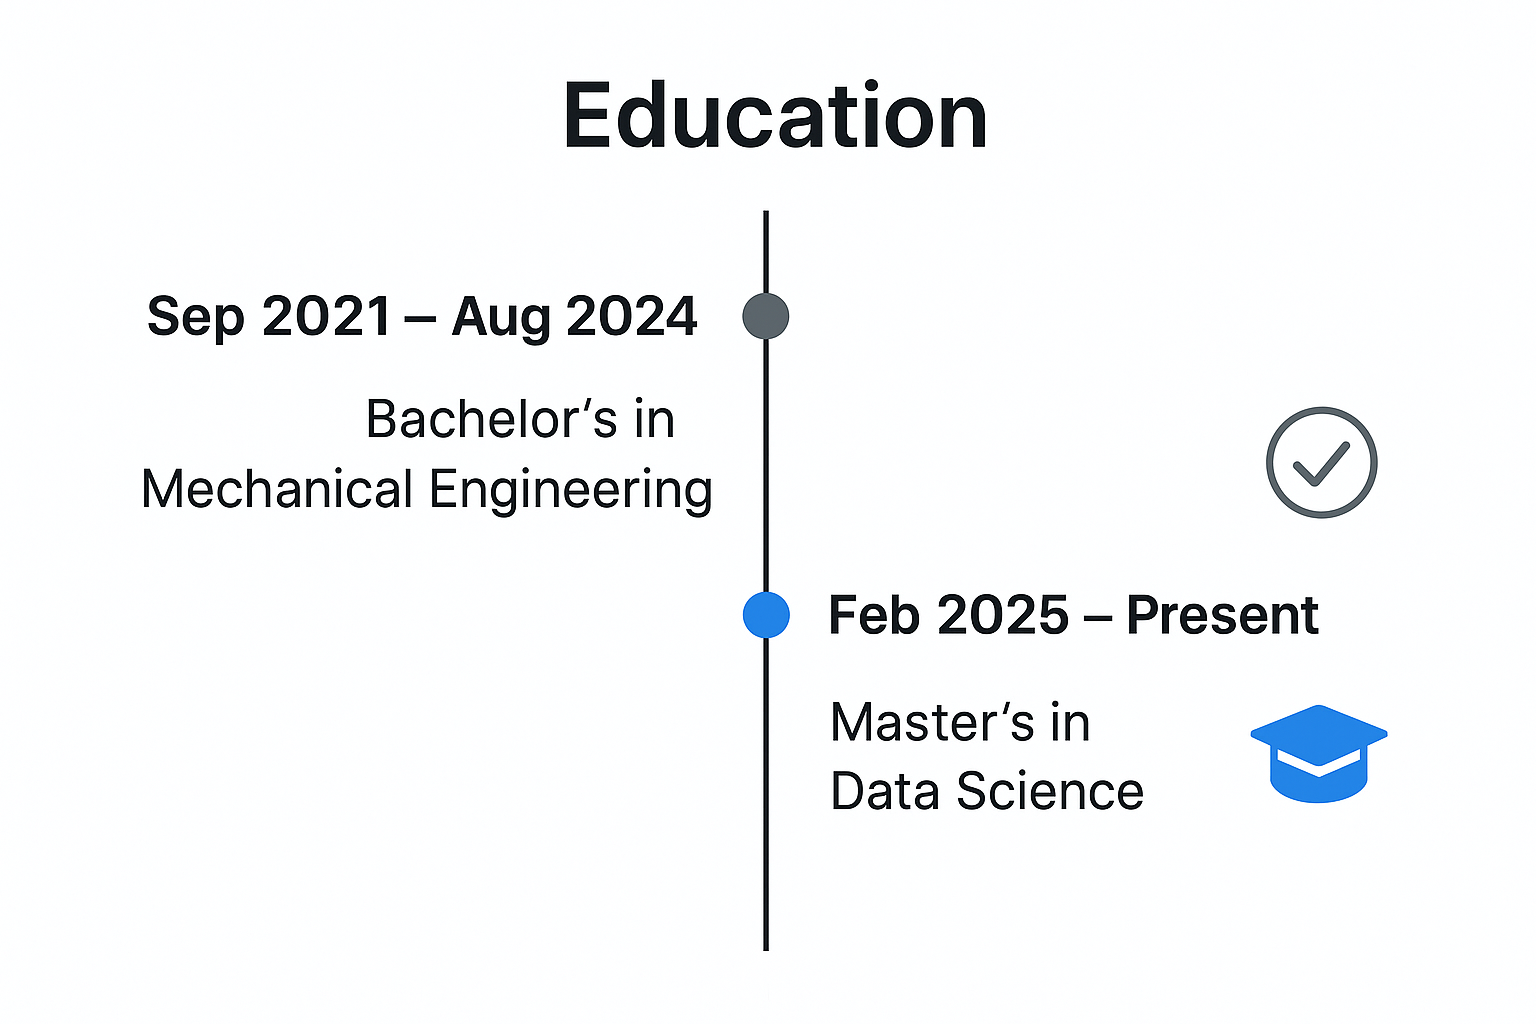 Education
Sep 2021 – Aug 2024
Bachelor’s in
Mechanical Engineering
Feb 2025 – Present
Master‘s in
Data Science